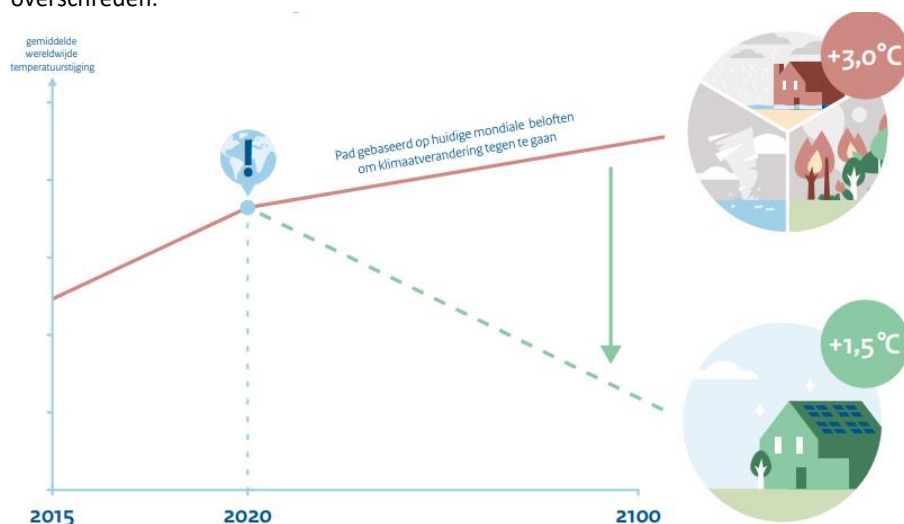 overschreden.
gemiddelde
wereldwijde
temperatuurstijging
+3,0°C
Pad gebaseerd op huidige mondiale beloften
om klimaatverandering tegen te gaan
+1,5°C
2015
2020
2100